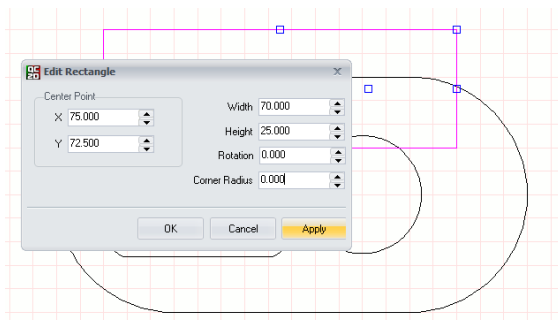 Edit Rectangle
Center Point
X 75.000
Y 72.500
Width 70.000
Height 25.000
Rotation 0.000
Corner Radius 0.000
OK Cancel Apply